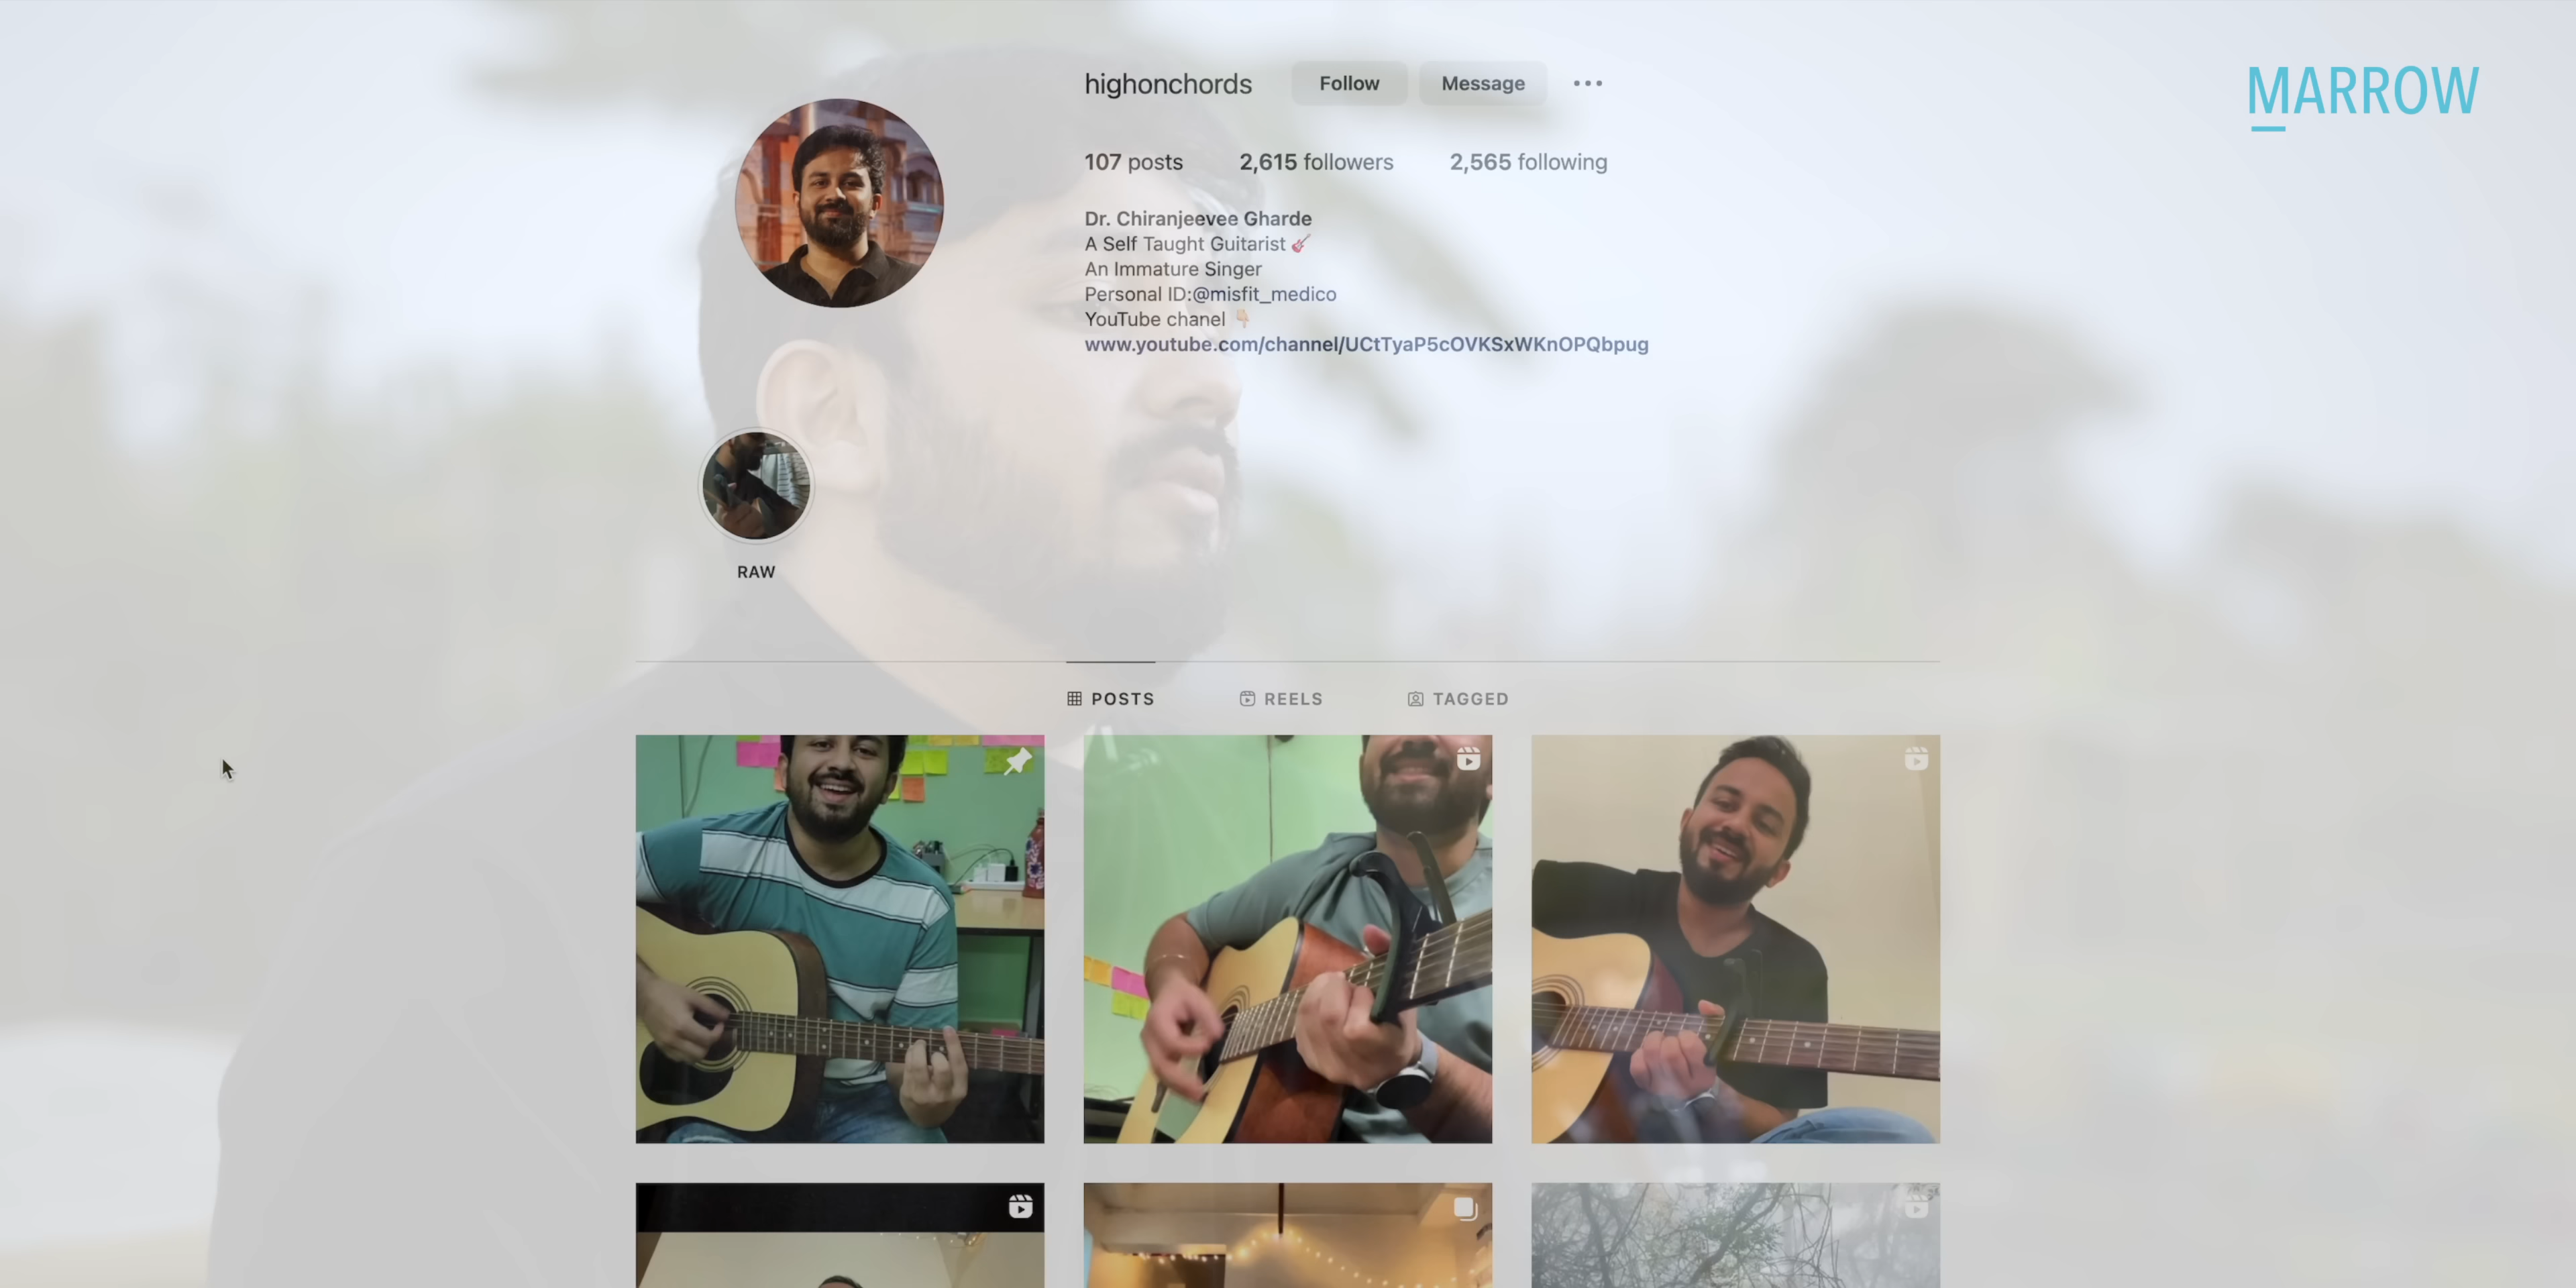 highonchords Follow Message
MARROW
107 posts 2,615 followers 2,565 following
Dr. Chiranjeevee Gharde
A Self Taught Guitarist 🎸
An Immature Singer
Personal ID:@misfit_medico
YouTube chanel 👇
www.youtube.com/channel/UCtTyaP5cOVKSxWKnOPQbpug
RAW
POSTS REELS TAGGED